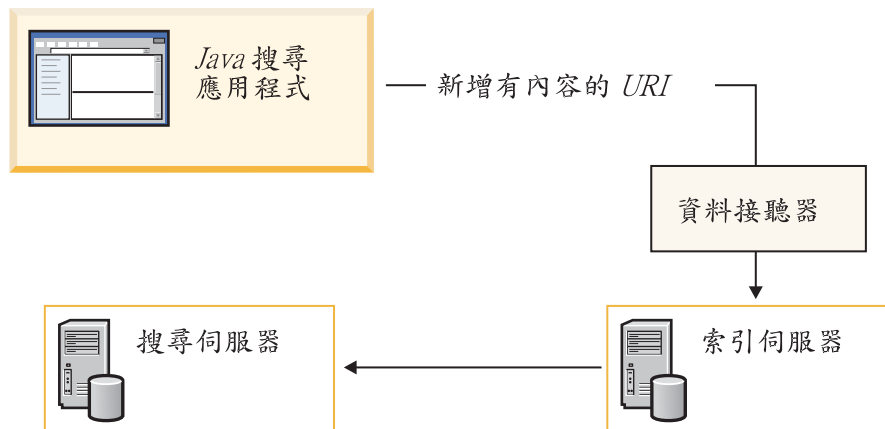 Java 搜尋
應用程式
新增有內容的 URI
資料接聽器
搜尋伺服器
索引伺服器